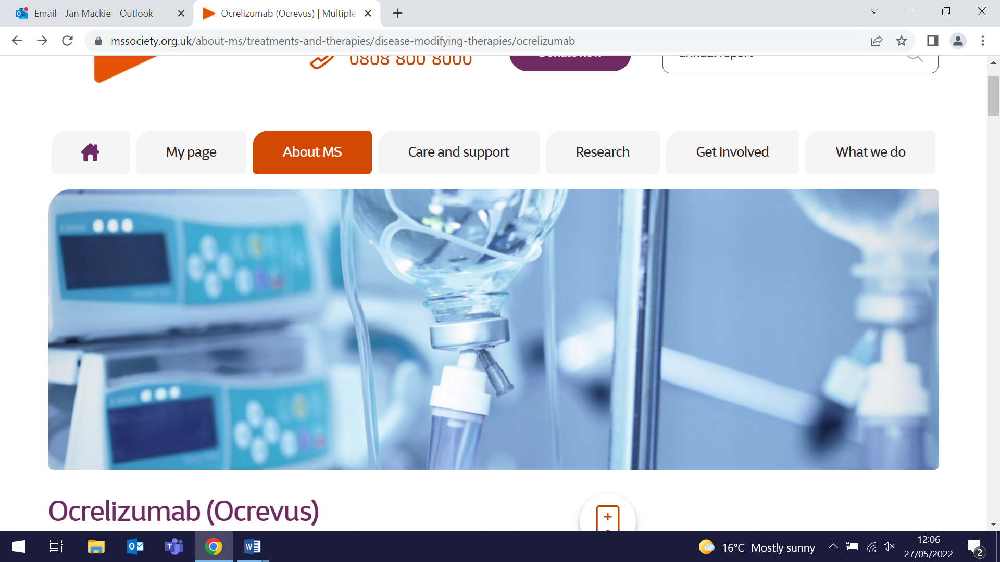 Email - Jan Mackie - Outlook
Ocrelizumab (Ocrevus) | Multiple
mssociety.org.uk/about-ms/treatments-and-therapies/disease-modifying-therapies/ocrelizumab
0808 800 8000
annual report
My page
About MS
Care and support
Research
Get involved
What we do
Ocrelizumab (Ocrevus)
16°C Mostly sunny
12:06
27/05/2022
2